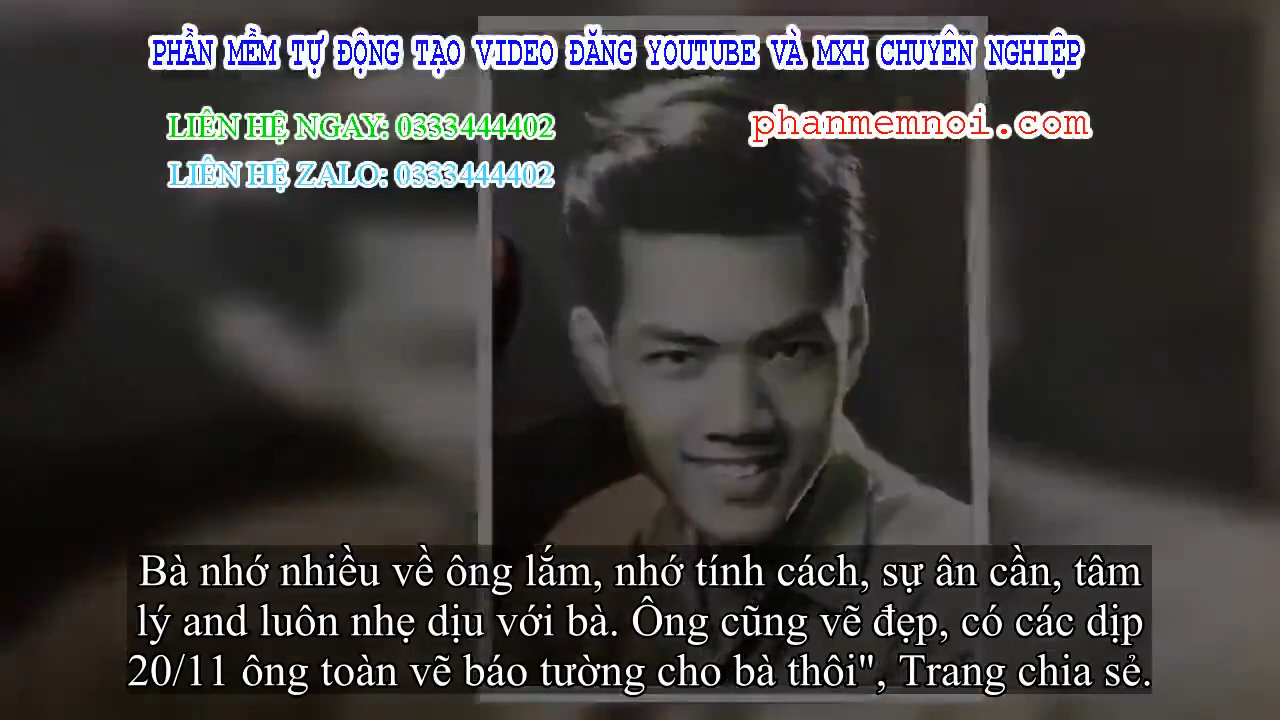 PHẦN MỀM TỰ ĐỘNG TẠO VIDEO ĐĂNG YOUTUBE VÀ MXH CHUYÊN NGHIỆP
LIÊN HỆ NGAY: 0333444402
phanmemnoi.com
LIÊN HỆ ZALO: 0333444402
Bà nhớ nhiều về ông lắm, nhớ tính cách, sự ân cần, tâm
lý and luôn nhẹ dịu với bà. Ông cũng vẽ đẹp, có các dịp
20/11 ông toàn vẽ báo tường cho bà thôi", Trang chia sẻ.